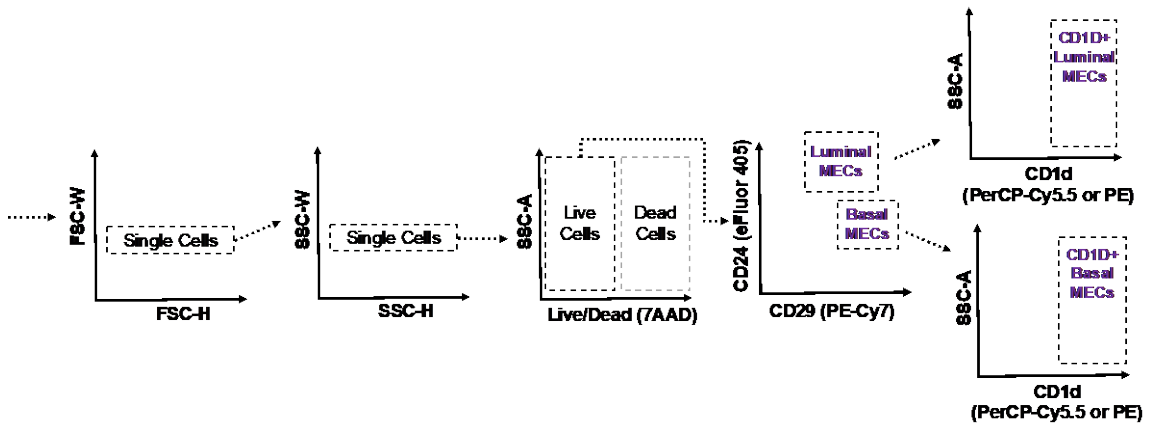 FSC-W
Single Cells
FSC-H
SSC-W
Single Cells
SSC-H
SSC-A
Live
Cells
Dead
Cells
Live/Dead (7AAD)
CD24 (eFluor 405)
Luminal
MECs
Basal
MECs
CD29 (PE-Cy7)
SSC-A
CD1D+
Luminal
MECs
CD1d
(PerCP-Cy5.5 or PE)
SSC-A
CD1D+
Basal
MECs
CD1d
(PerCP-Cy5.5 or PE)